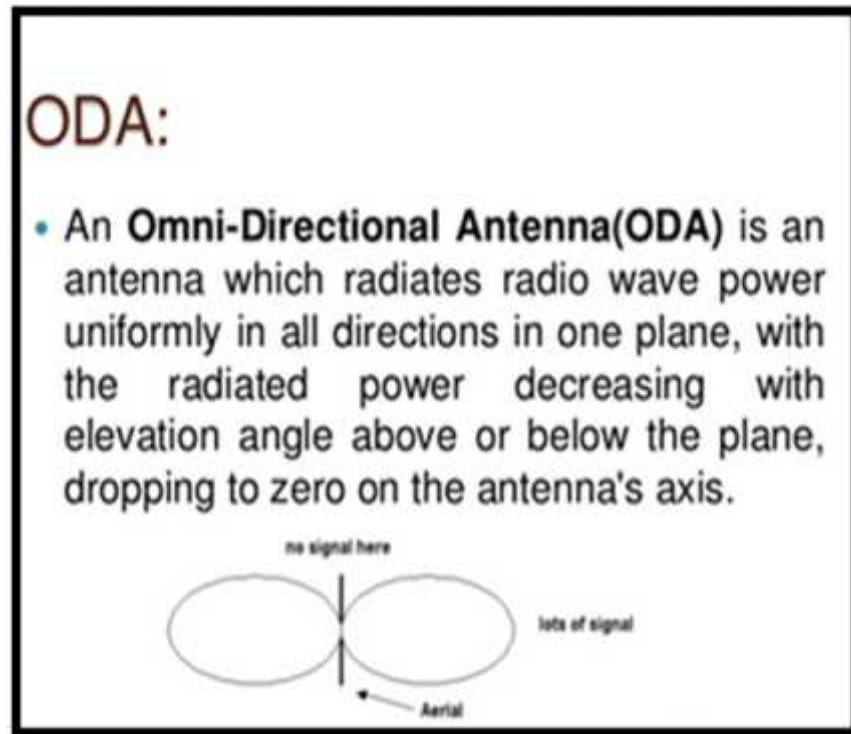 ODA:
• An Omni-Directional Antenna(ODA) is an
antenna which radiates radio wave power
uniformly in all directions in one plane, with
the radiated power decreasing with
elevation angle above or below the plane,
dropping to zero on the antenna's axis.
no signal here
lots of signal
Aerial